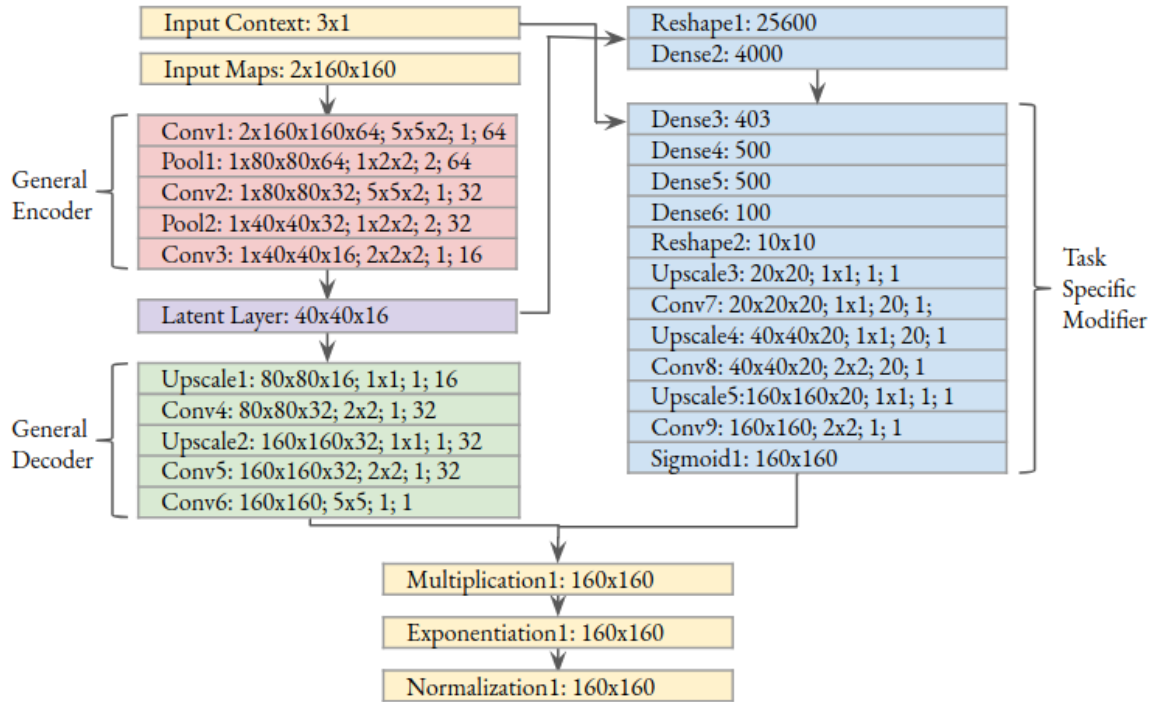 Input Context: 3x1
Input Maps: 2x160x160
General
Encoder
Conv1: 2x160x160x64; 5x5x2; 1; 64
Pool1: 1x80x80x64; 1x2x2; 2; 64
Conv2: 1x80x80x32; 5x5x2; 1; 32
Pool2: 1x40x40x32; 1x2x2; 2; 32
Conv3: 1x40x40x16; 2x2x2; 1; 16
Latent Layer: 40x40x16
General
Decoder
Upscale1: 80x80x16; 1x1; 1; 16
Conv4: 80x80x32; 2x2; 1; 32
Upscale2: 160x160x32; 1x1; 1; 32
Conv5: 160x160x32; 2x2; 1; 32
Conv6: 160x160; 5x5; 1; 1
Reshape1: 25600
Dense2: 4000
Dense3: 403
Dense4: 500
Dense5: 500
Dense6: 100
Reshape2: 10x10
Upscale3: 20x20; 1x1; 1; 1
Conv7: 20x20x20; 1x1; 20; 1;
Upscale4: 40x40x20; 1x1; 20; 1
Conv8: 40x40x20; 2x2; 20; 1
Upscale5:160x160x20; 1x1; 1; 1
Conv9: 160x160; 2x2; 1; 1
Sigmoid1: 160x160
Task
Specific
Modifier
Multiplication1: 160x160
Exponentiation1: 160x160
Normalization1: 160x160